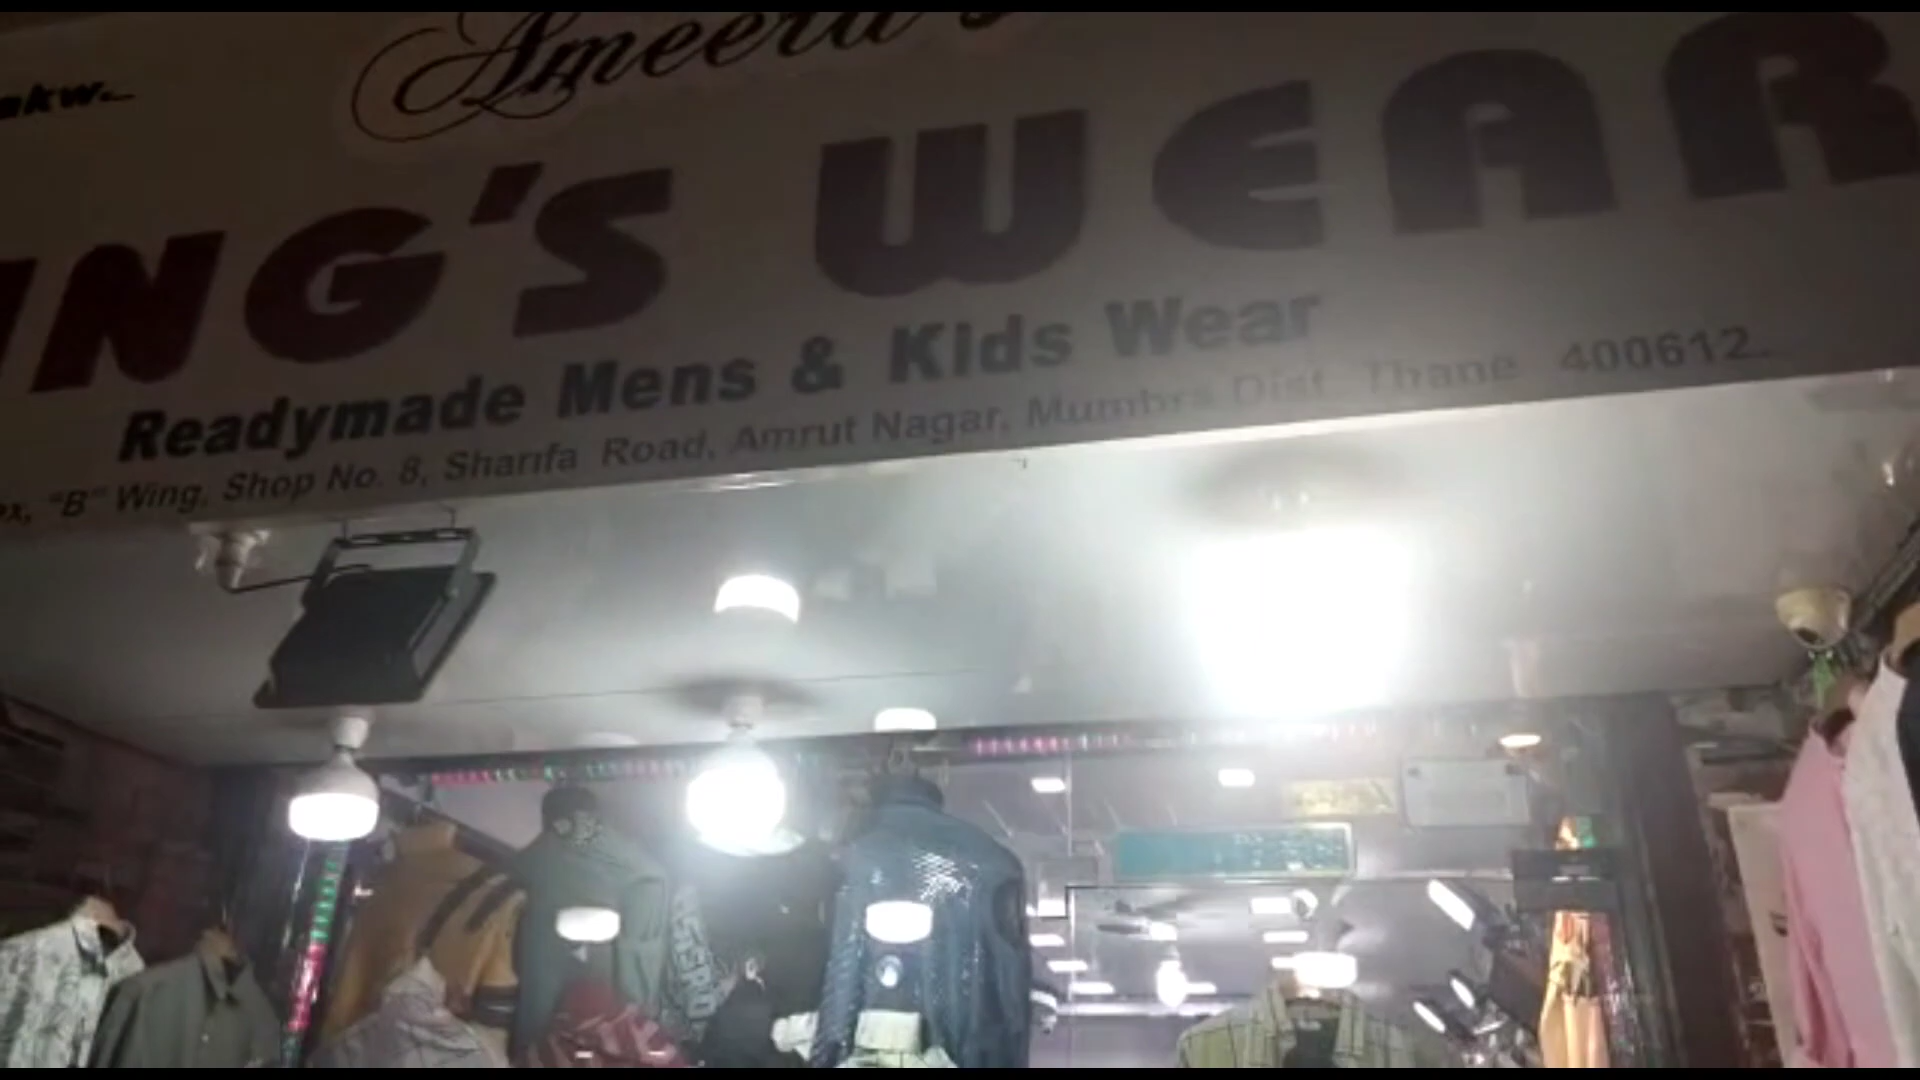 Ameera's
ING'S WEAR
Readymade Mens & Kids Wear
"B" Wing, Shop No. 8, Sharifa Road, Amrut Nagar, Mumbra Dist. Thane 400612.